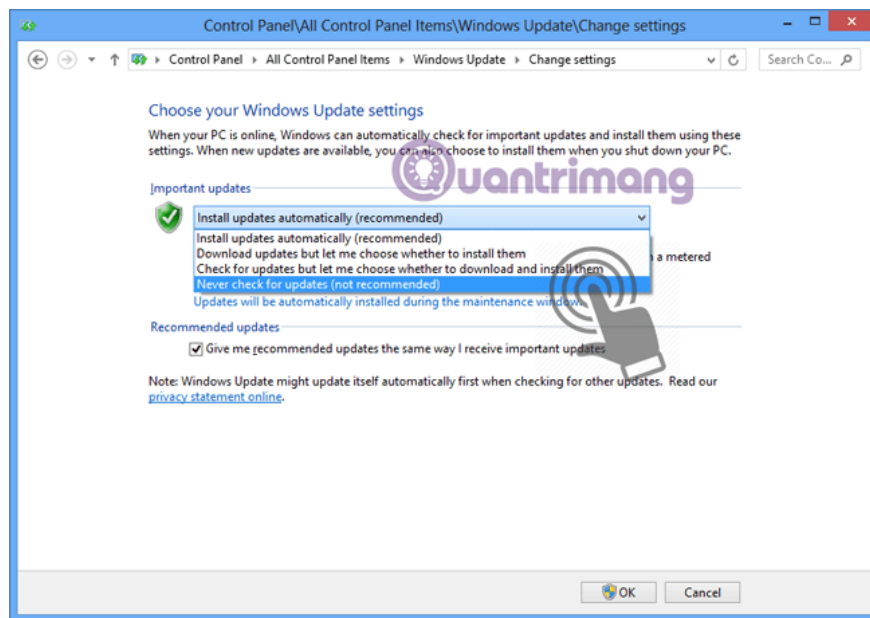 Control Panel\All Control Panel Items\Windows Update\Change settings
Control Panel
All Control Panel Items
Windows Update
Change settings
Search Co...
Choose your Windows Update settings
When your PC is online, Windows can automatically check for important updates and install them using these
settings. When new updates are available, you can also choose to install them when you shut down your PC.
Quantrimang
Important updates
Install updates automatically (recommended)
Install updates automatically (recommended)
Download updates but let me choose whether to install them
a metered
Check for updates but let me choose whether to download and install them
Never check for updates (not recommended)
Updates will be automatically installed during the maintenance window.
Recommended updates
Give me recommended updates the same way I receive important updates
Note: Windows Update might update itself automatically first when checking for other updates. Read our
privacy statement online.
OK
Cancel